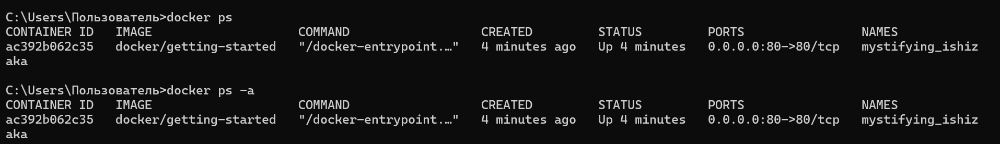 C:\Users\Пользователь>docker ps
CONTAINER ID   IMAGE                    COMMAND                  CREATED         STATUS         PORTS                NAMES
ac392b062c35   docker/getting-started   "/docker-entrypoint.…"   4 minutes ago   Up 4 minutes   0.0.0.0:80->80/tcp   mystifying_ishiz
aka
C:\Users\Пользователь>docker ps -a
CONTAINER ID   IMAGE                    COMMAND                  CREATED         STATUS         PORTS                NAMES
ac392b062c35   docker/getting-started   "/docker-entrypoint.…"   4 minutes ago   Up 4 minutes   0.0.0.0:80->80/tcp   mystifying_ishiz
aka